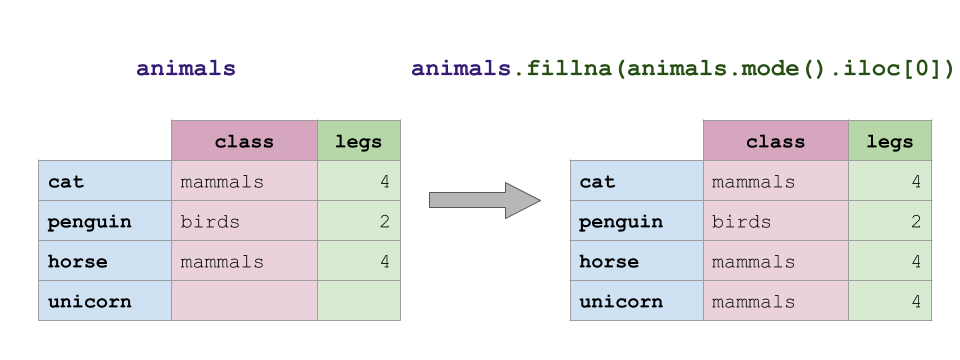 animals
animals.fillna(animals.mode().iloc[0])
class legs
cat mammals 4
penguin birds 2
horse mammals 4
unicorn
class legs
cat mammals 4
penguin birds 2
horse mammals 4
unicorn mammals 4